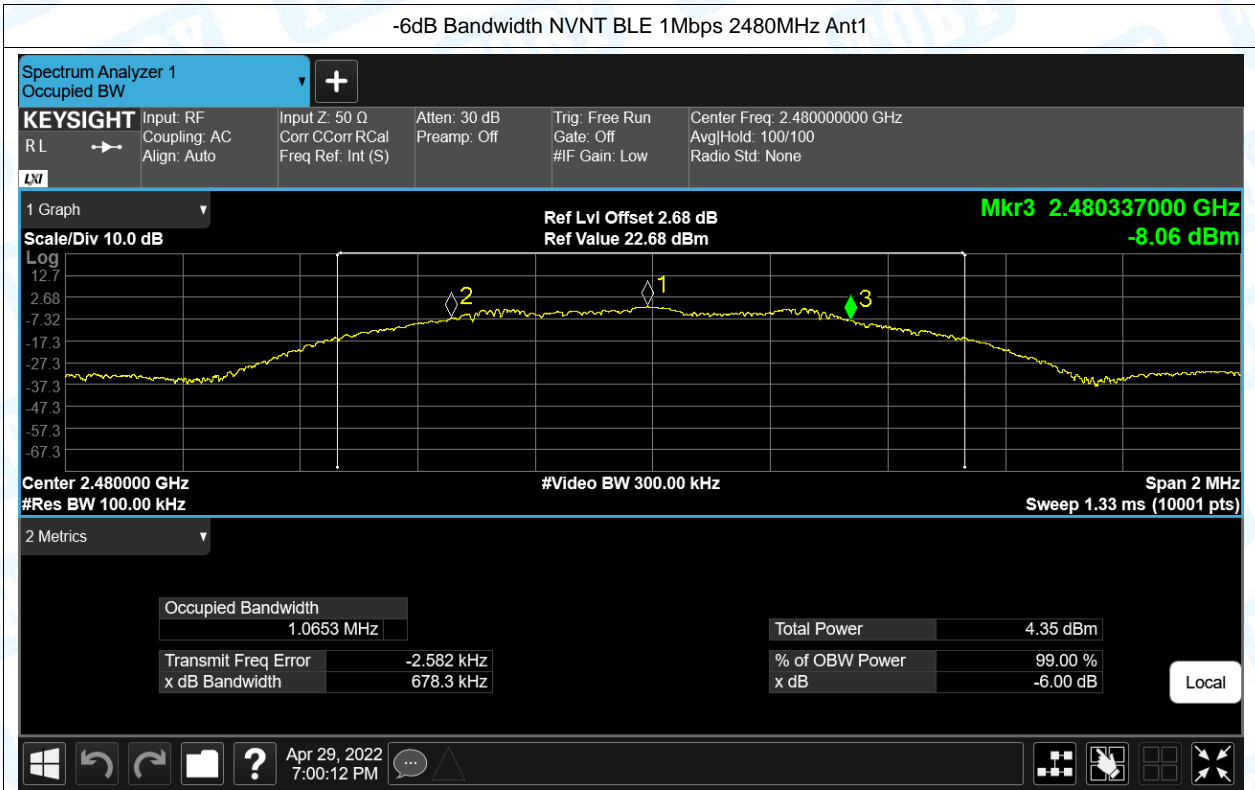 -6dB Bandwidth NVNT BLE 1Mbps 2480MHz Ant1
Spectrum Analyzer 1
Occupied BW
KEYSIGHT
R L
LXI
Input: RF
Coupling: AC
Align: Auto
Input Z: 50 Ω
Corr CCorr RCal
Freq Ref: Int (S)
Atten: 30 dB
Preamp: Off
Trig: Free Run
Gate: Off
#IF Gain: Low
Center Freq: 2.480000000 GHz
Avg|Hold: 100/100
Radio Std: None
1 Graph
Scale/Div 10.0 dB
Ref Lvl Offset 2.68 dB
Ref Value 22.68 dBm
Mkr3 2.480337000 GHz
-8.06 dBm
Log
12.7
2.68
-7.32
-17.3
-27.3
-37.3
-47.3
-57.3
-67.3
2
1
3
Center 2.480000 GHz
#Video BW 300.00 kHz
Span 2 MHz
#Res BW 100.00 kHz
Sweep 1.33 ms (10001 pts)
2 Metrics
Occupied Bandwidth
1.0653 MHz
Total Power 4.35 dBm
Transmit Freq Error -2.582 kHz
% of OBW Power 99.00 %
x dB Bandwidth 678.3 kHz
x dB -6.00 dB
Local
Apr 29, 2022
7:00:12 PM